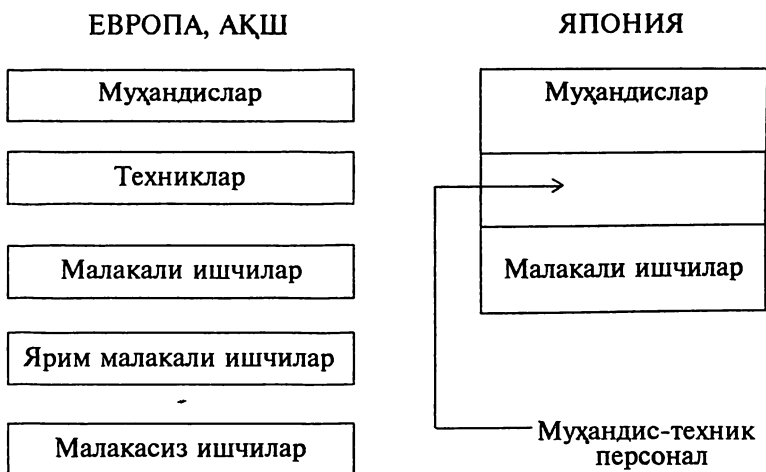 ЕВРОПА, АҚШ
Муҳандислар
Техниклар
Малакали ишчилар
Ярим малакали ишчилар
Малакасиз ишчилар
ЯПОНИЯ
Муҳандислар
Малакали ишчилар
Муҳандис-техник
персонал